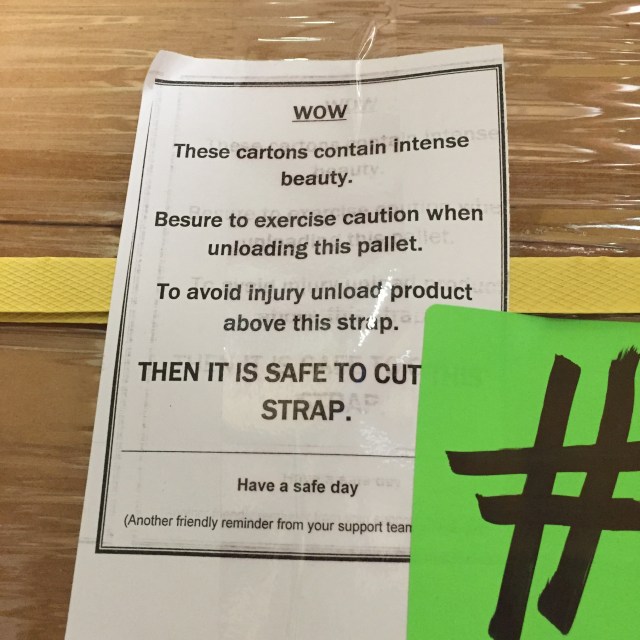 WOW
These cartons contain intense
beauty.
Besure to exercise caution when
unloading this pallet.
To avoid injury unload product
above this strap.
THEN IT IS SAFE TO CUT
STRAP.
Have a safe day
(Another friendly reminder from your support team
#